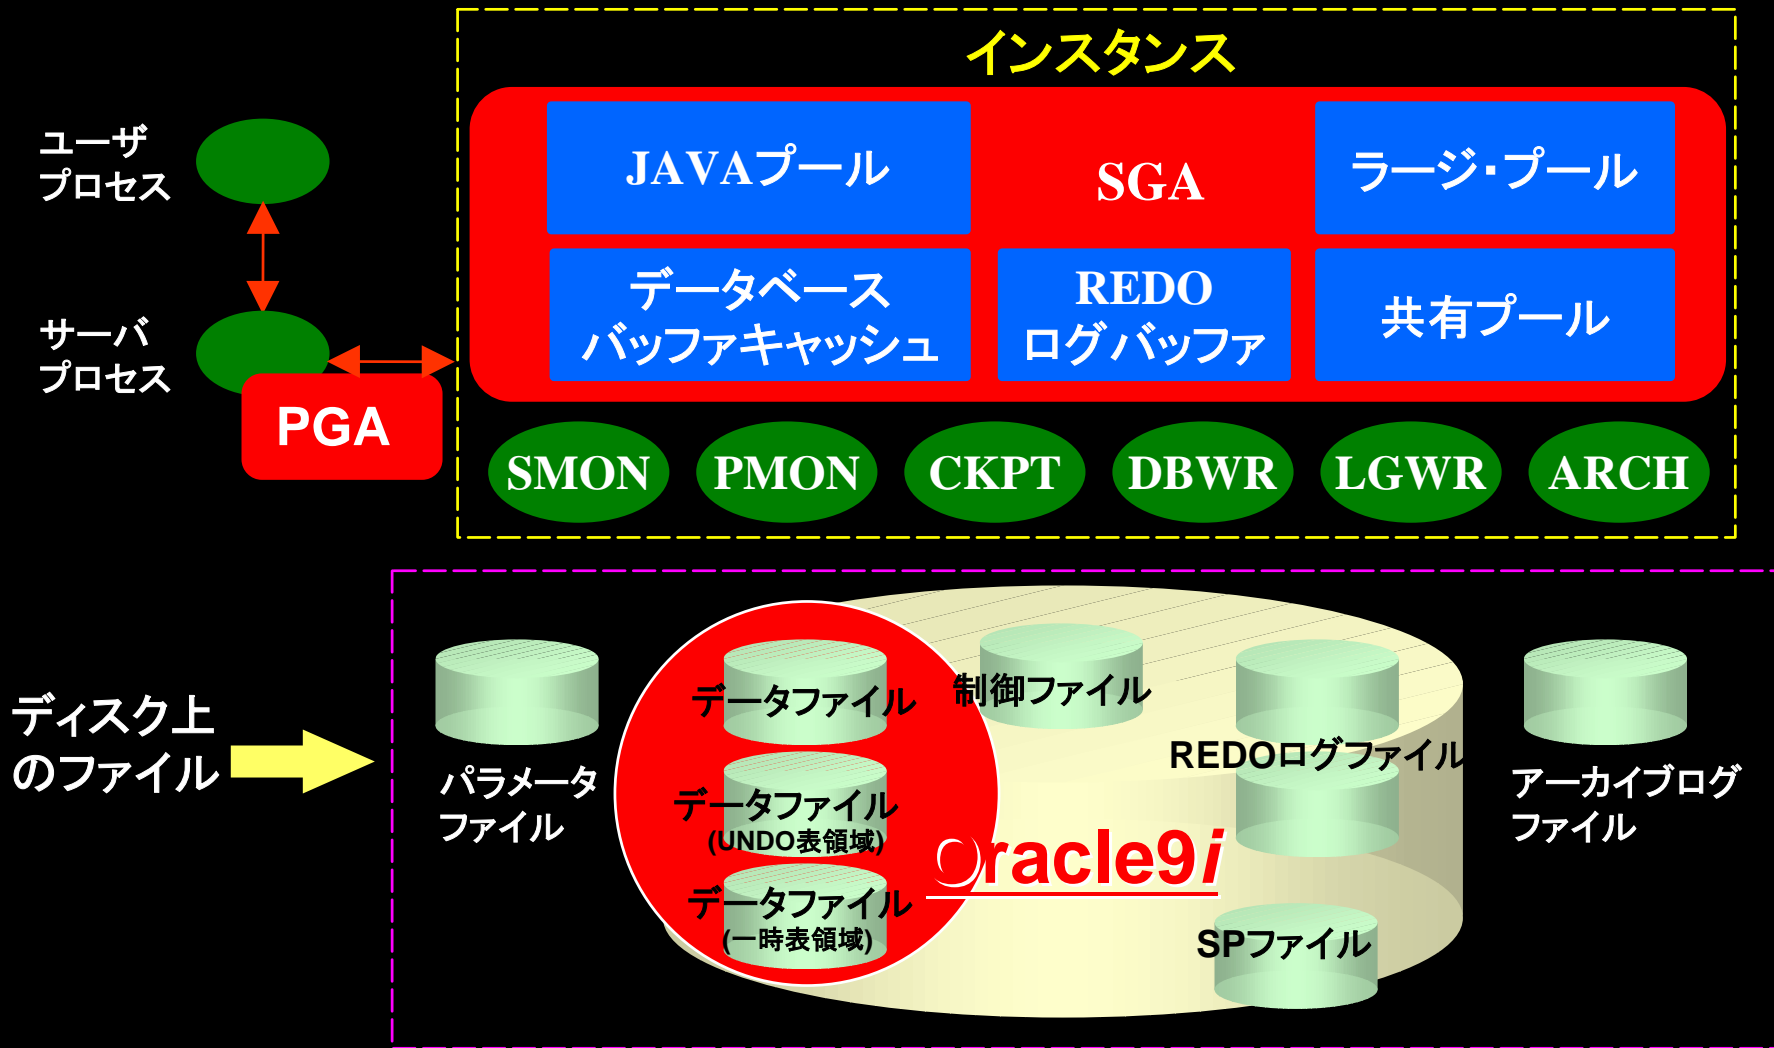 インスタンス
ユーザ
プロセス
JAVAプール
SGA
ラージ・プール
データベース
バッファキャッシュ
REDO
ログバッファ
共有プール
サーバ
プロセス
PGA
SMON
PMON
CKPT
DBWR
LGWR
ARCH
ディスク上
のファイル
パラメータ
ファイル
データファイル
制御ファイル
REDOログファイル
アーカイブログ
ファイル
データファイル
(UNDO表領域)
Oracle9i
データファイル
(一時表領域)
SPファイル